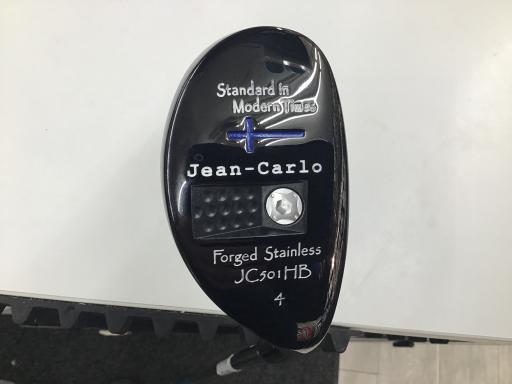 Standard In
Modern Times
Jean-Carlo
Forged Stainless
JC501HB
4